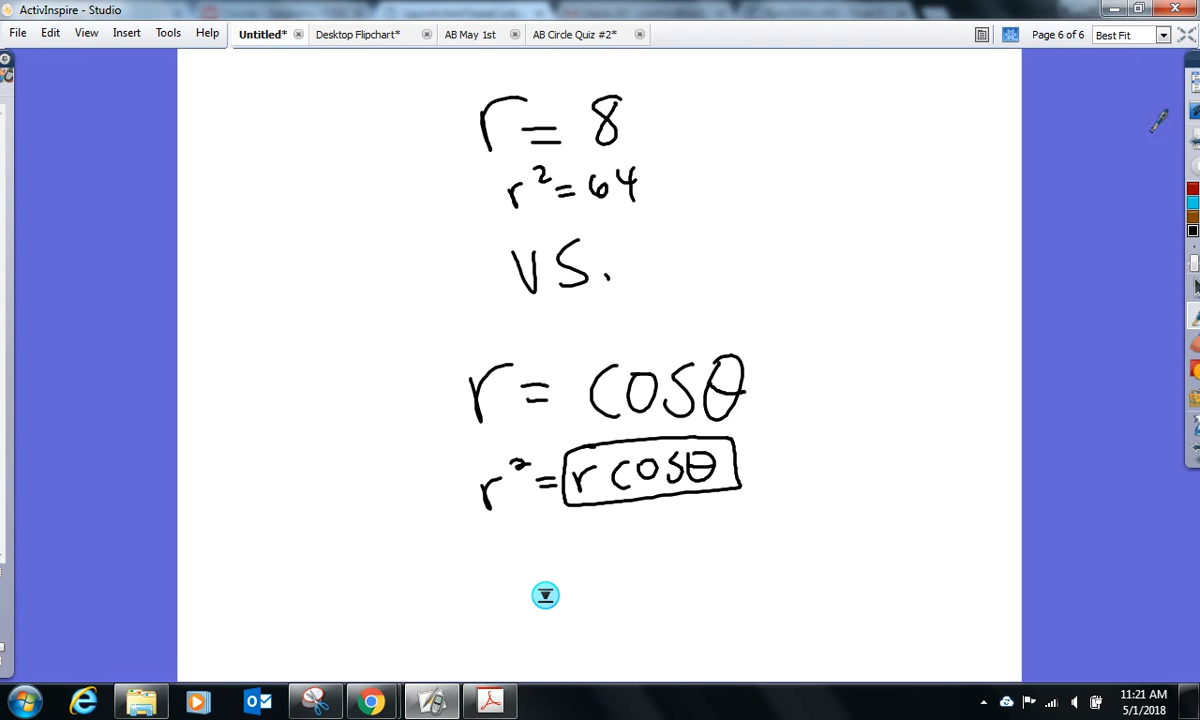 ActivInspire - Studio
File Edit View Insert Tools Help
Untitled* Desktop Flipchart* AB May 1st AB Circle Quiz #2* Page 6 of 6 Best Fit
r = 8
r² = 64
VS.
r = cosθ
r² = r cosθ
11:21 AM
5/1/2018